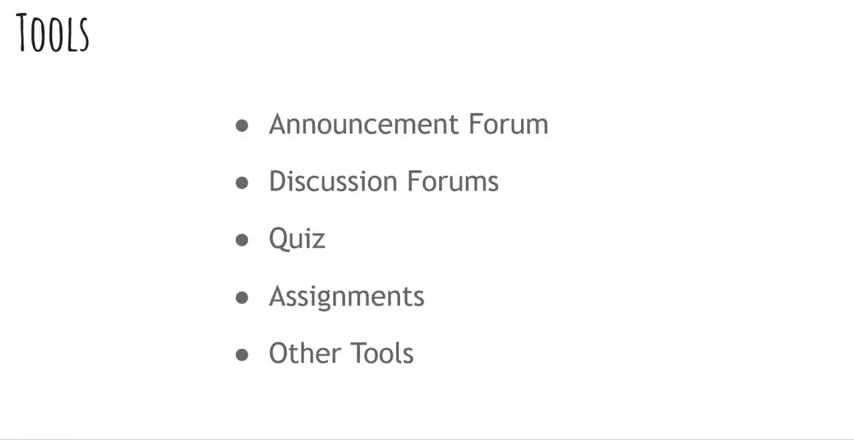 Tools
● Announcement Forum
● Discussion Forums
● Quiz
● Assignments
● Other Tools